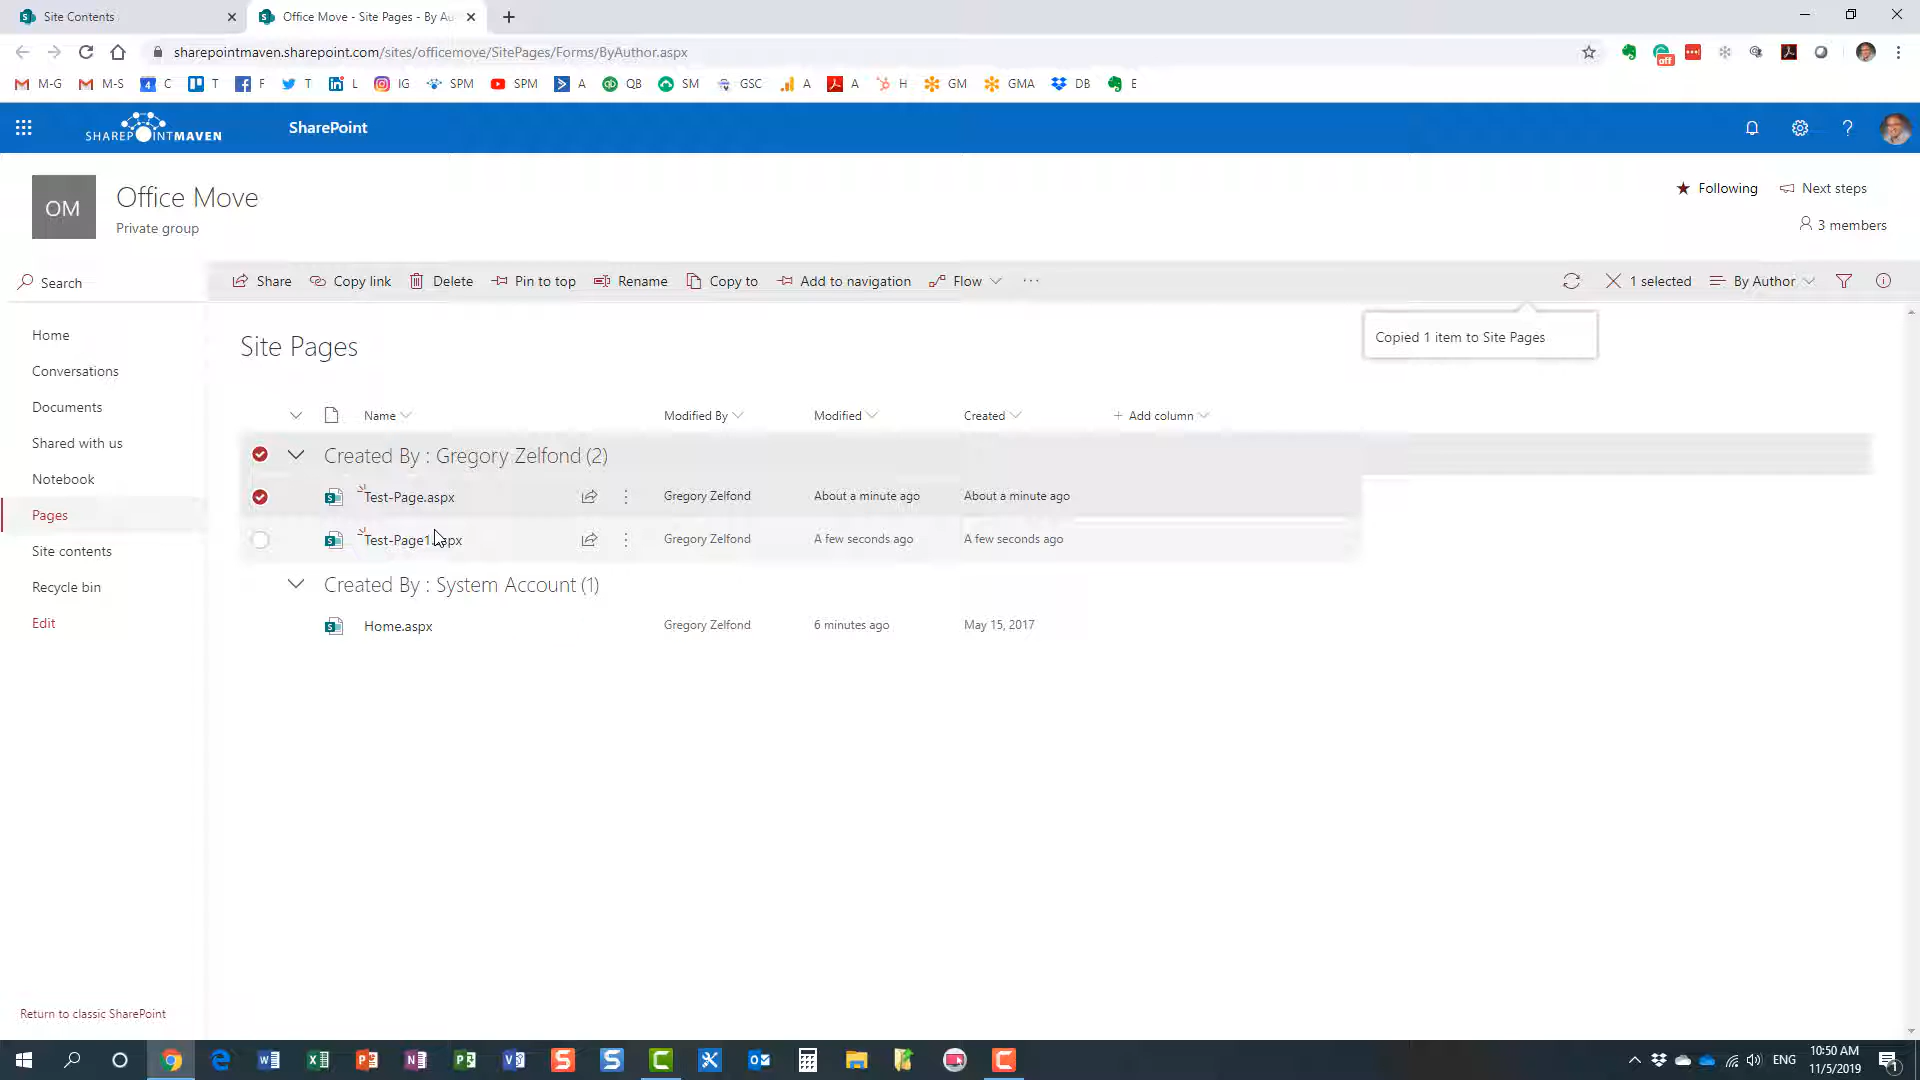 Site Contents
Office Move - Site Pages - By Au
sharepointmaven.sharepoint.com/sites/officemove/SitePages/Forms/ByAuthor.aspx
off
M-G M-S 4 C T F T L IG SPM SPM A QB SM GSC A A H GM GMA DB E
SHAREPOINTMAVEN SharePoint ?
OM
Office Move
Private group
Following Next steps
3 members
Search
Share Copy link Delete Pin to top Rename Copy to Add to navigation Flow ··· 1 selected By Author
Copied 1 item to Site Pages
Home
Conversations
Documents
Shared with us
Notebook
Pages
Site contents
Recycle bin
Edit
Return to classic SharePoint
Site Pages
Name Modified By Modified Created + Add column
Created By : Gregory Zelfond (2)
Test-Page.aspx Gregory Zelfond About a minute ago About a minute ago
Test-Page1.aspx Gregory Zelfond A few seconds ago A few seconds ago
Created By : System Account (1)
Home.aspx Gregory Zelfond 6 minutes ago May 15, 2017
ENG
10:50 AM
11/5/2019
1